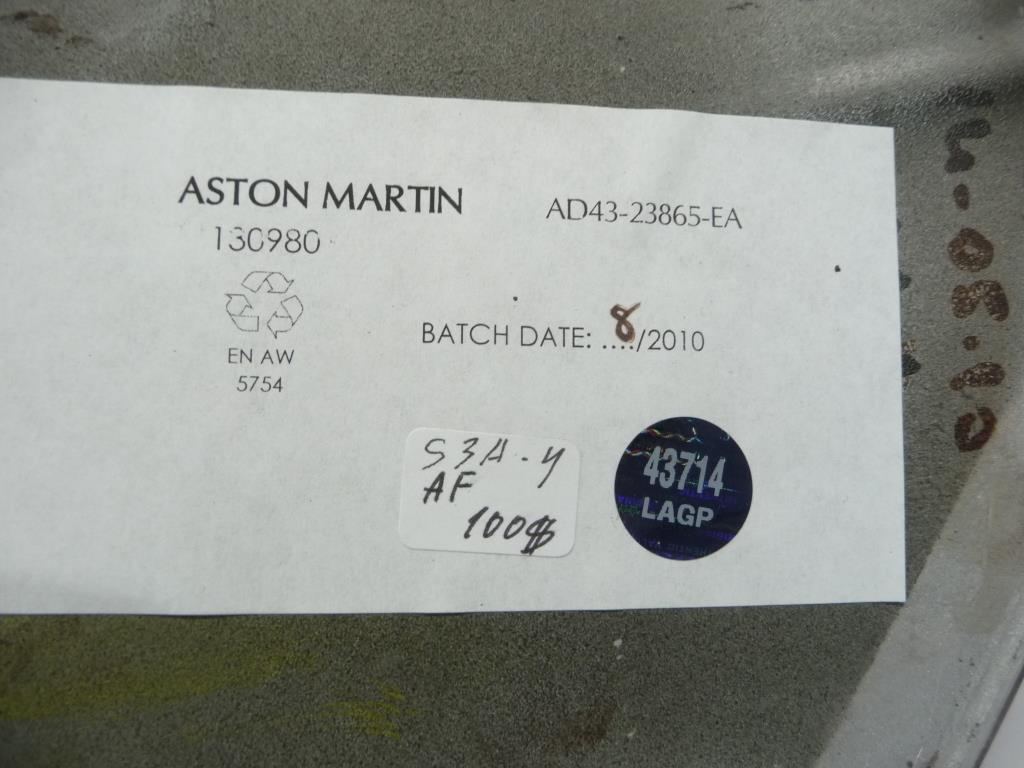 ASTON MARTIN
AD43-23865-EA
130980
EN AW
5754
BATCH DATE: 8..../2010
S3A-4
AF
100$
43714
LAGP